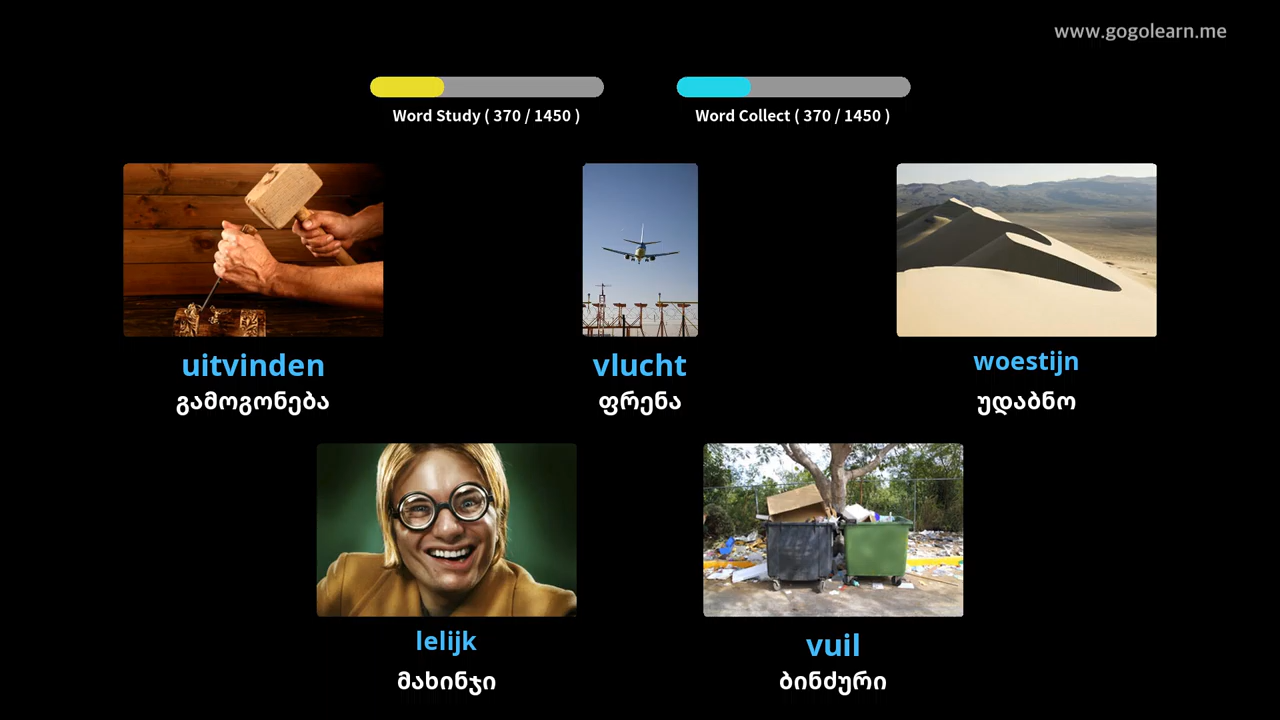 www.gogolearn.me
Word Study ( 370 / 1450 )
Word Collect ( 370 / 1450 )
uitvinden
გამოგონება
vlucht
ფრენა
woestijn
უდაბნო
lelijk
მახინჯი
vuil
ბინძური